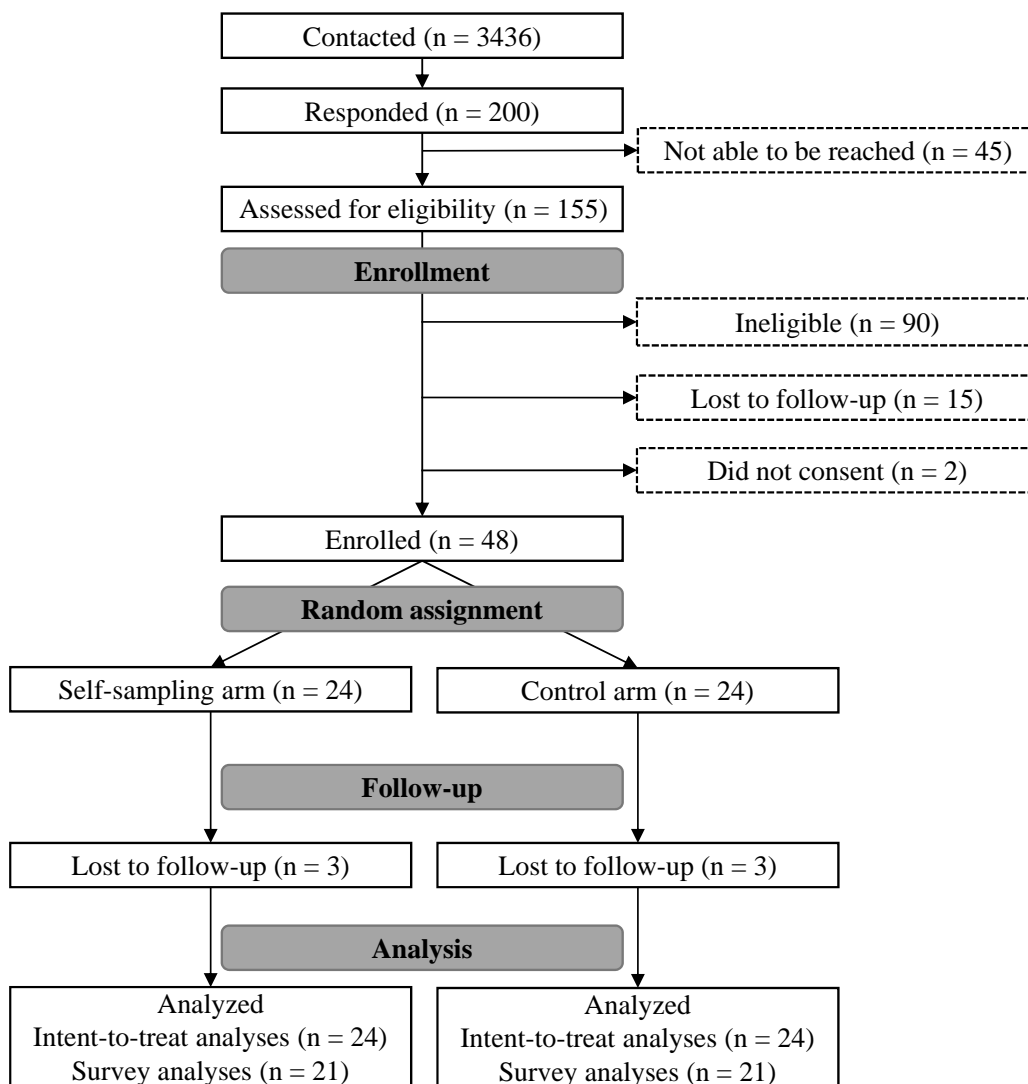 Contacted (n = 3436)
Responded (n = 200)
Not able to be reached (n = 45)
Assessed for eligibility (n = 155)
Enrollment
Ineligible (n = 90)
Lost to follow-up (n = 15)
Did not consent (n = 2)
Enrolled (n = 48)
Random assignment
Self-sampling arm (n = 24)
Control arm (n = 24)
Follow-up
Lost to follow-up (n = 3)
Lost to follow-up (n = 3)
Analysis
Analyzed
Intent-to-treat analyses (n = 24)
Survey analyses (n = 21)
Analyzed
Intent-to-treat analyses (n = 24)
Survey analyses (n = 21)